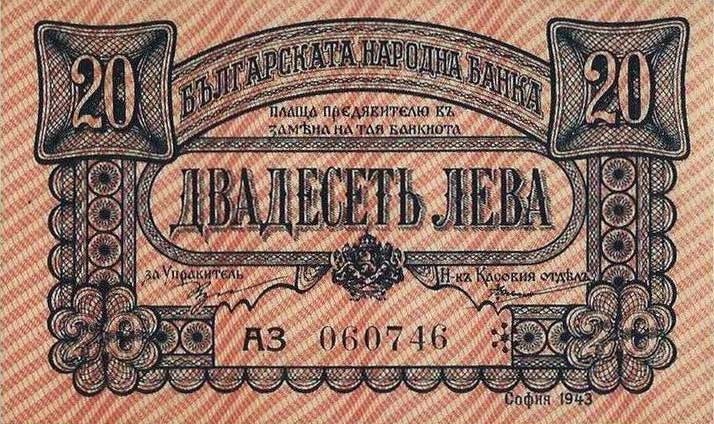 20 БЪЛГАРСКАТА НАРОДНА БАНКА 20
ПЛАЩА ПРЕДЯВИТЕЛЮ ВЪ
ЗАМѢНА НА ТАЯ БАНКНОТА
ДВАДЕСЕТЬ ЛЕВА
за Управитель Н-къ Касовия отдѣлъ
20 АЗ 060746 20
София 1943